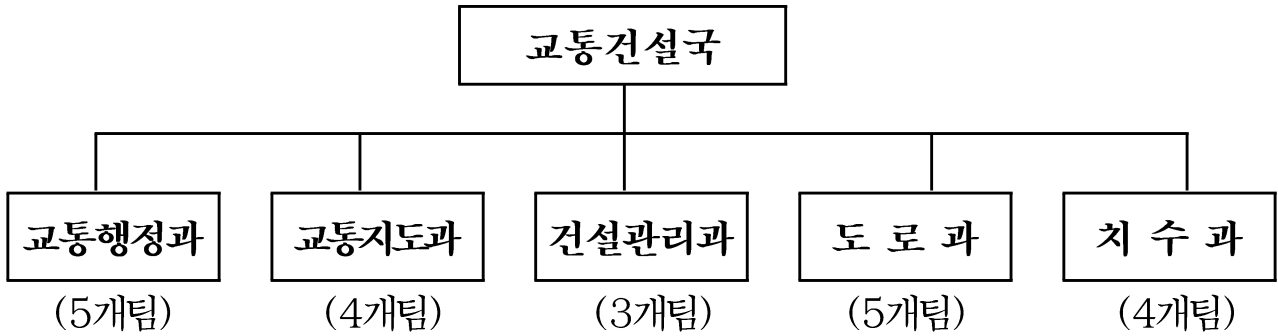 교통건설국
교통행정과 교통지도과 건설관리과 도 로 과 치 수 과
(5개팀) (4개팀) (3개팀) (5개팀) (4개팀)